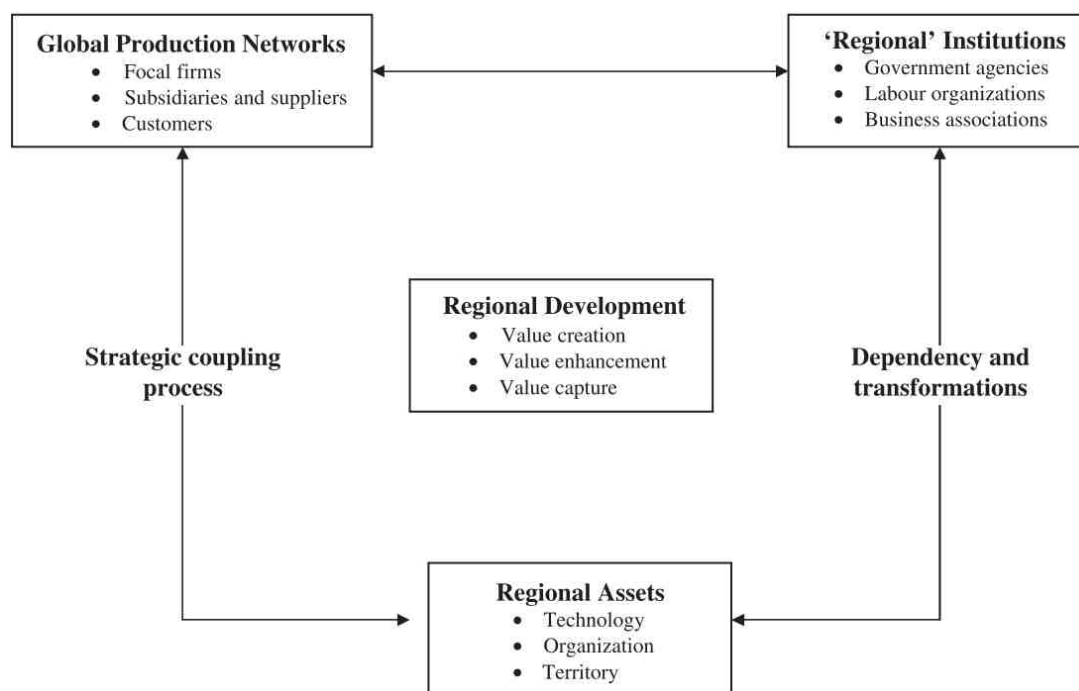 Global Production Networks
• Focal firms
• Subsidiaries and suppliers
• Customers
‘Regional’ Institutions
• Government agencies
• Labour organizations
• Business associations
Strategic coupling
process
Regional Development
• Value creation
• Value enhancement
• Value capture
Dependency and
transformations
Regional Assets
• Technology
• Organization
• Territory